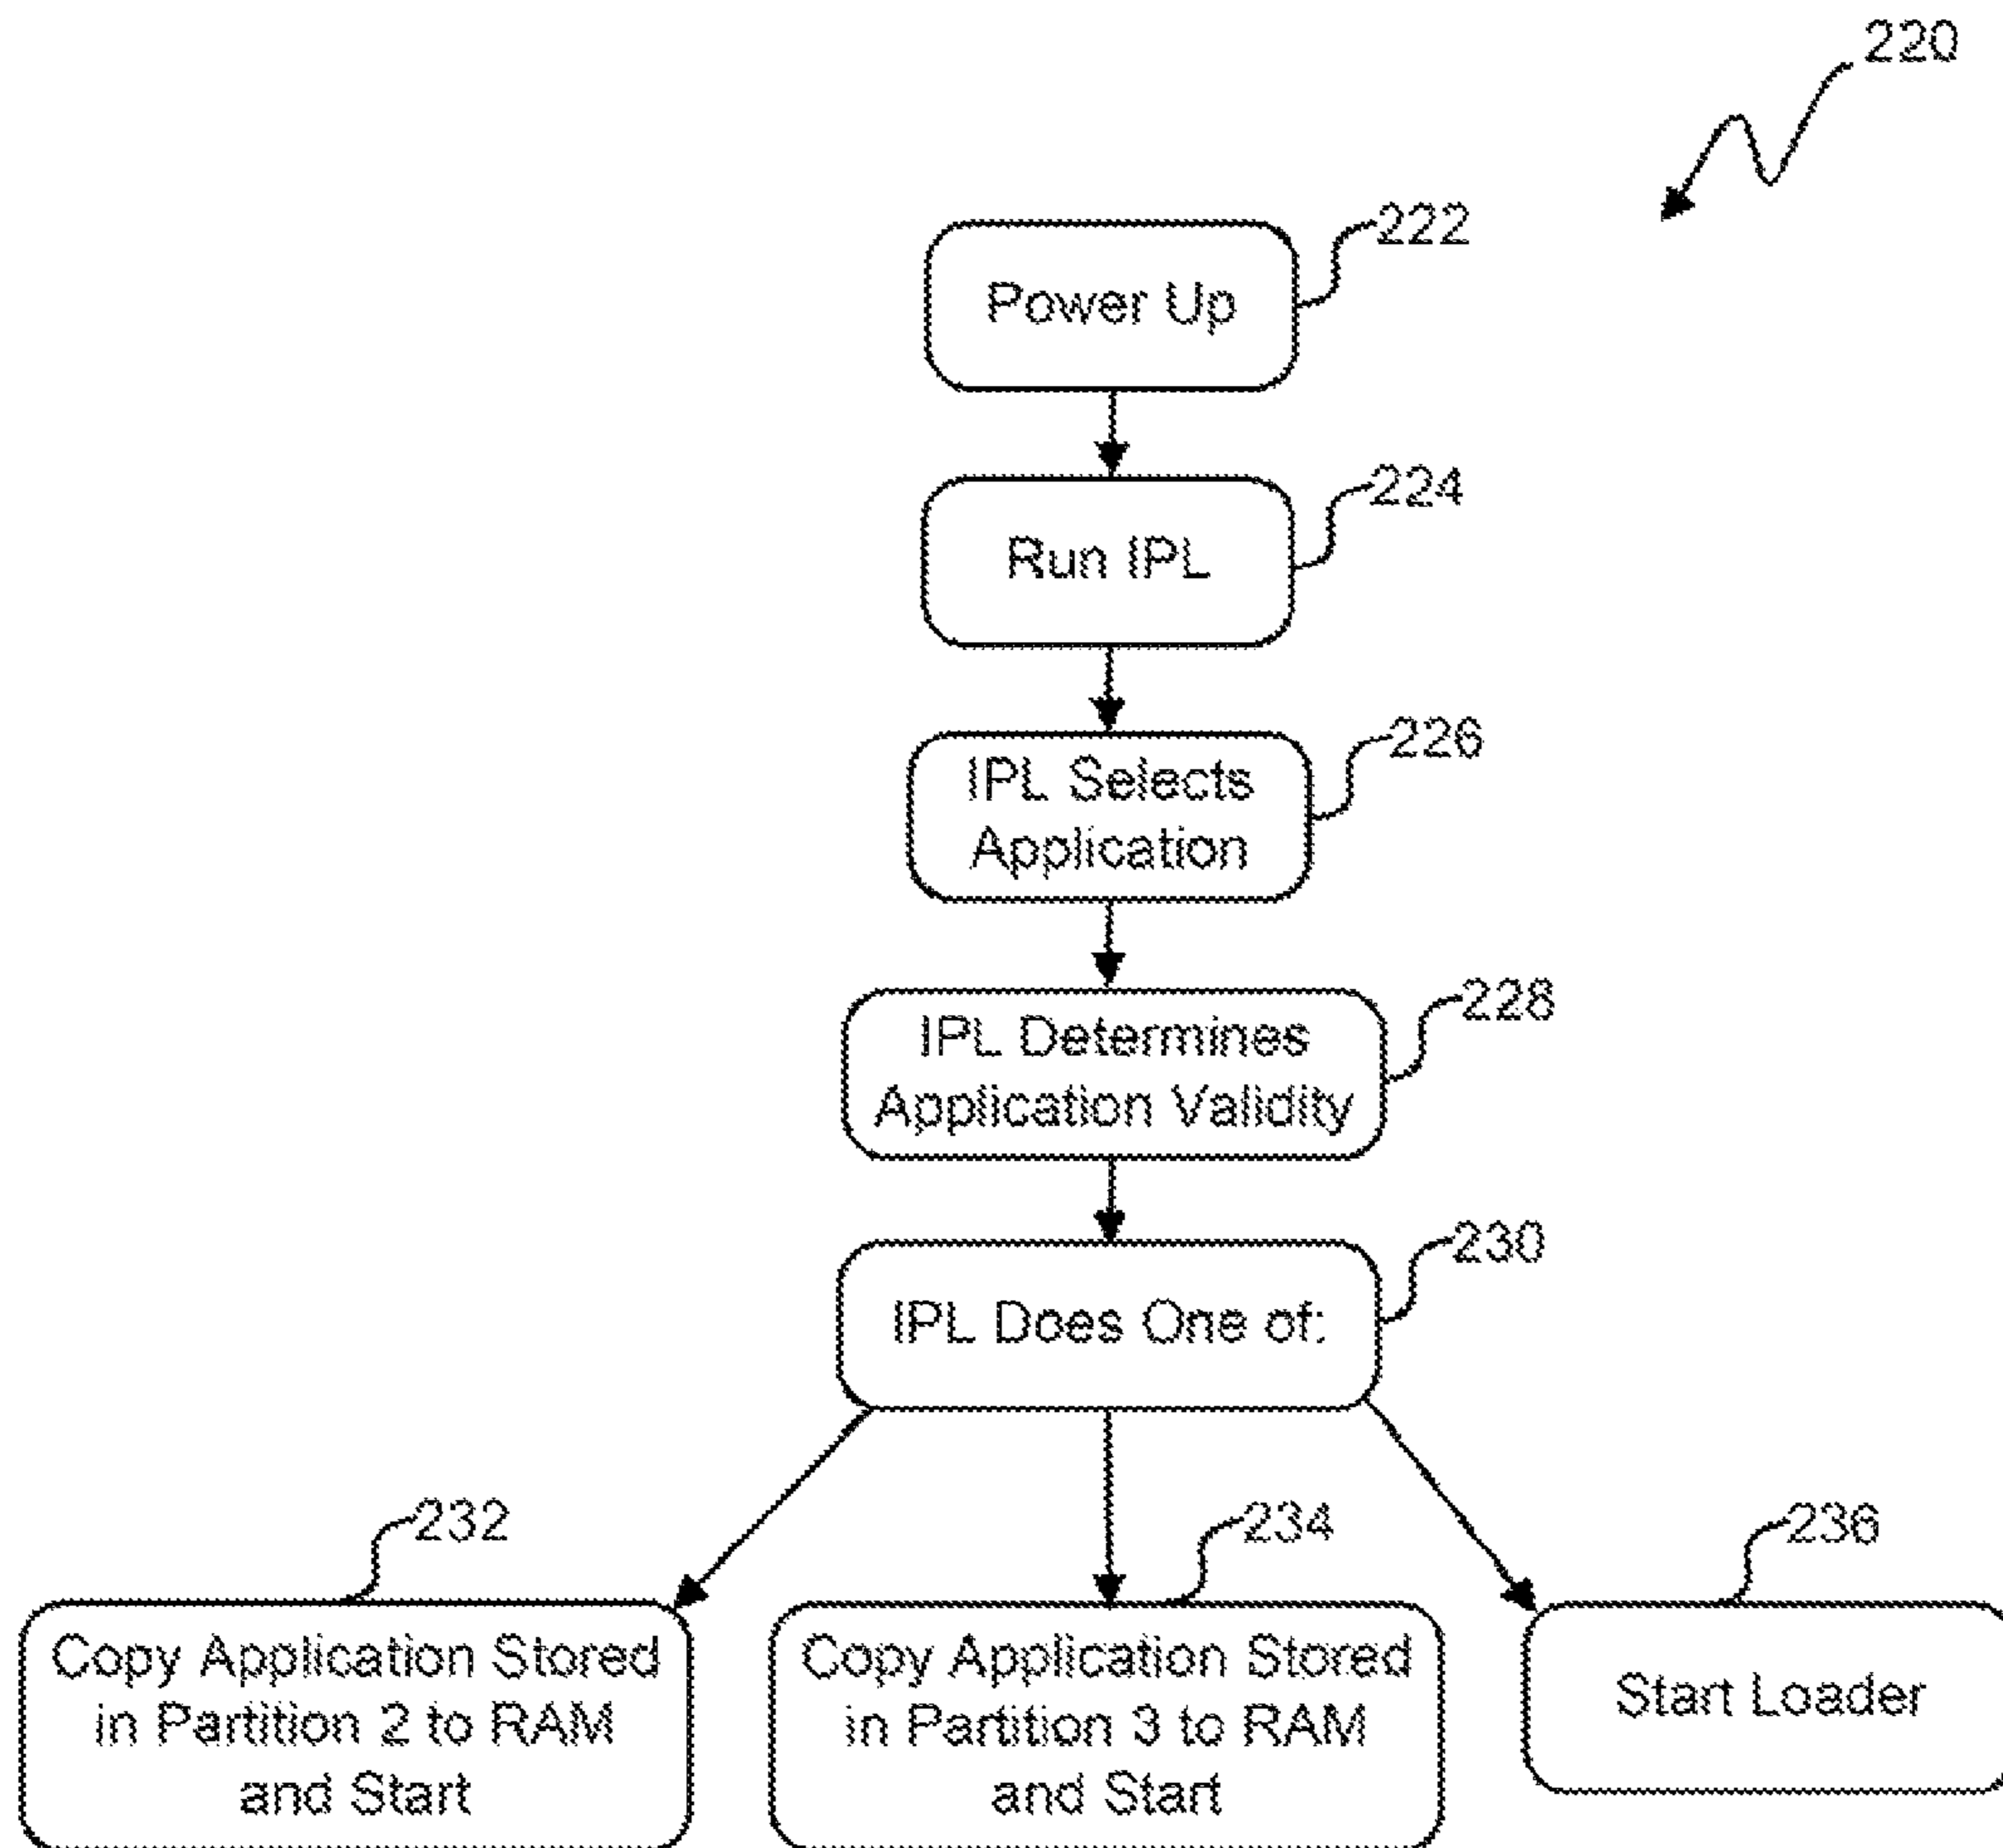 220
222
Power Up
224
Run IPL
226
IPL Selects
Application
228
IPL Determines
Application Validity
230
IPL Does One of:
232
234
236
Copy Application Stored
in Partition 2 to RAM
and Start
Copy Application Stored
in Partition 3 to RAM
and Start
Start Loader